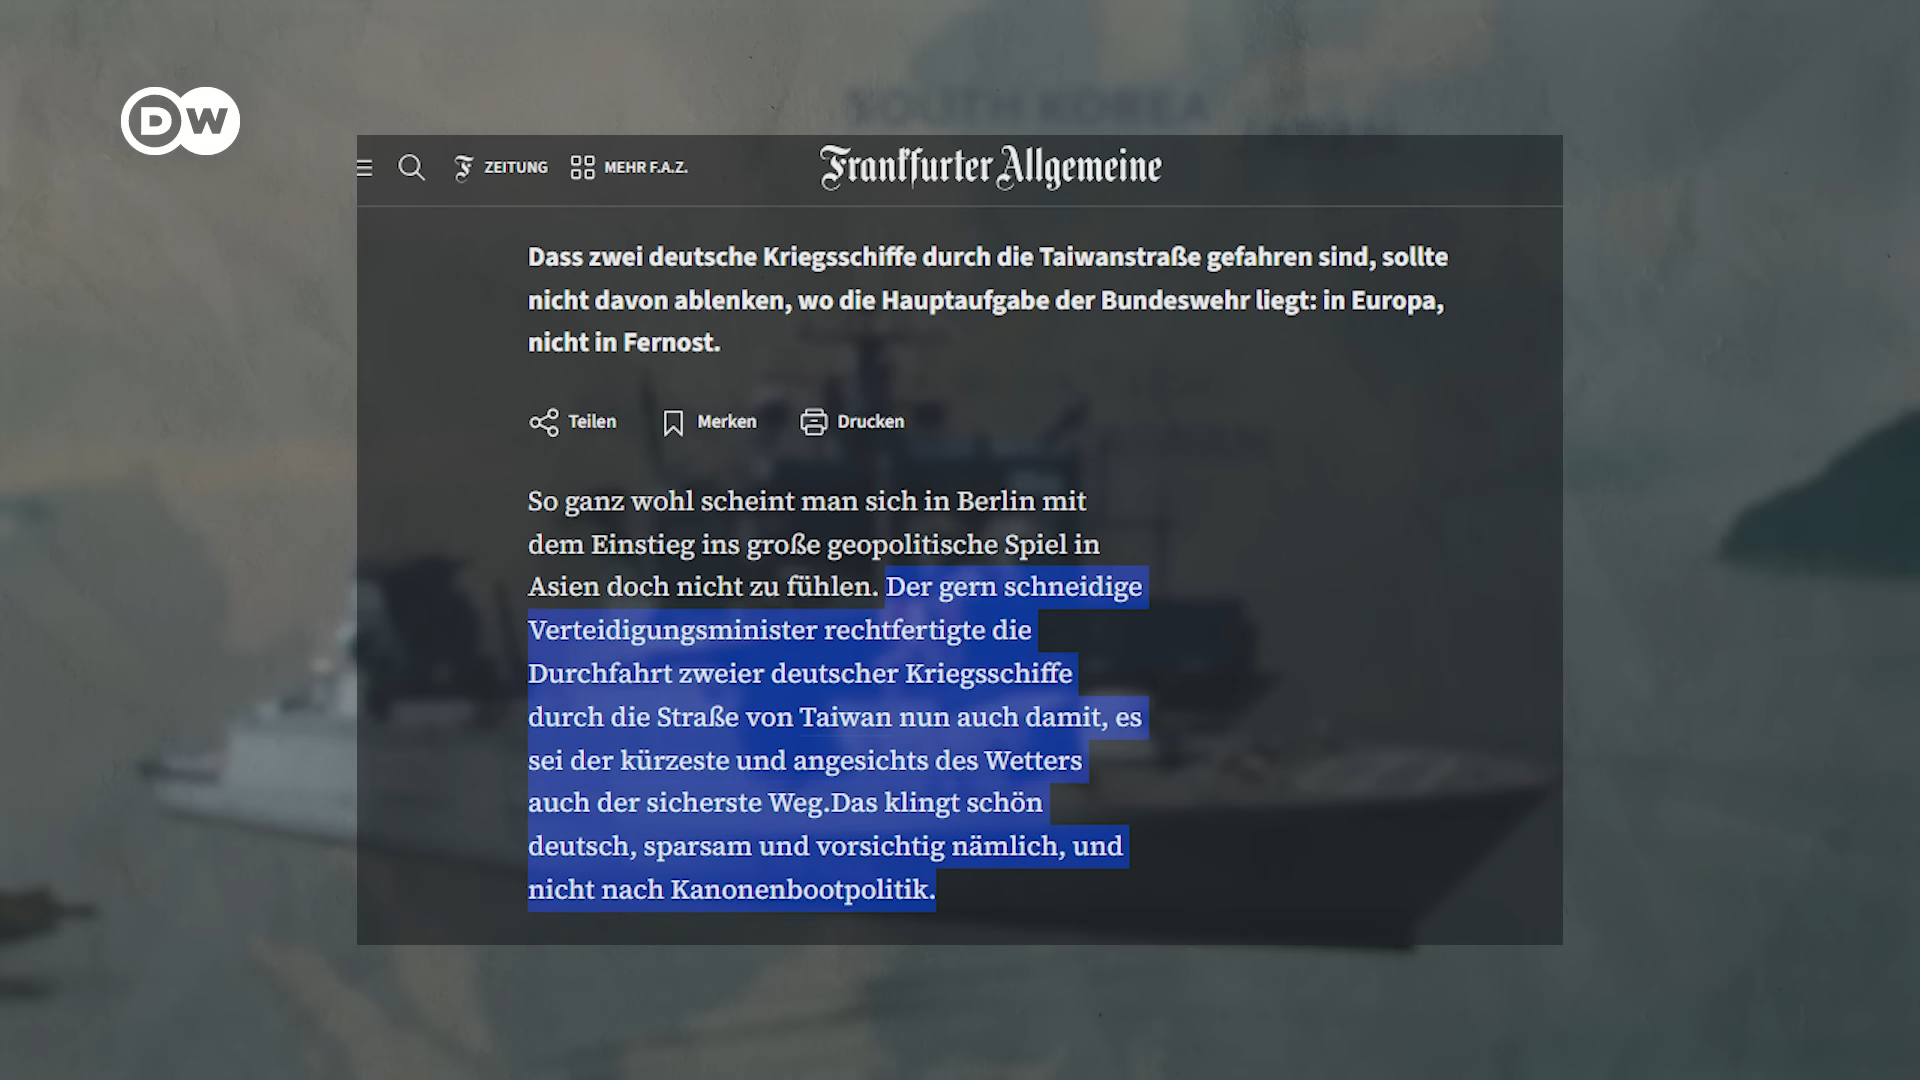 DW
SOUTH KOREA
ZEITUNG
MEHR F.A.Z.
Frankfurter Allgemeine
Dass zwei deutsche Kriegsschiffe durch die Taiwanstraße gefahren sind, sollte
nicht davon ablenken, wo die Hauptaufgabe der Bundeswehr liegt: in Europa,
nicht in Fernost.
Teilen
Merken
Drucken
So ganz wohl scheint man sich in Berlin mit
dem Einstieg ins große geopolitische Spiel in
Asien doch nicht zu fühlen. Der gern schneidige
Verteidigungsminister rechtfertigte die
Durchfahrt zweier deutscher Kriegsschiffe
durch die Straße von Taiwan nun auch damit, es
sei der kürzeste und angesichts des Wetters
auch der sicherste Weg.Das klingt schön
deutsch, sparsam und vorsichtig nämlich, und
nicht nach Kanonenbootpolitik.